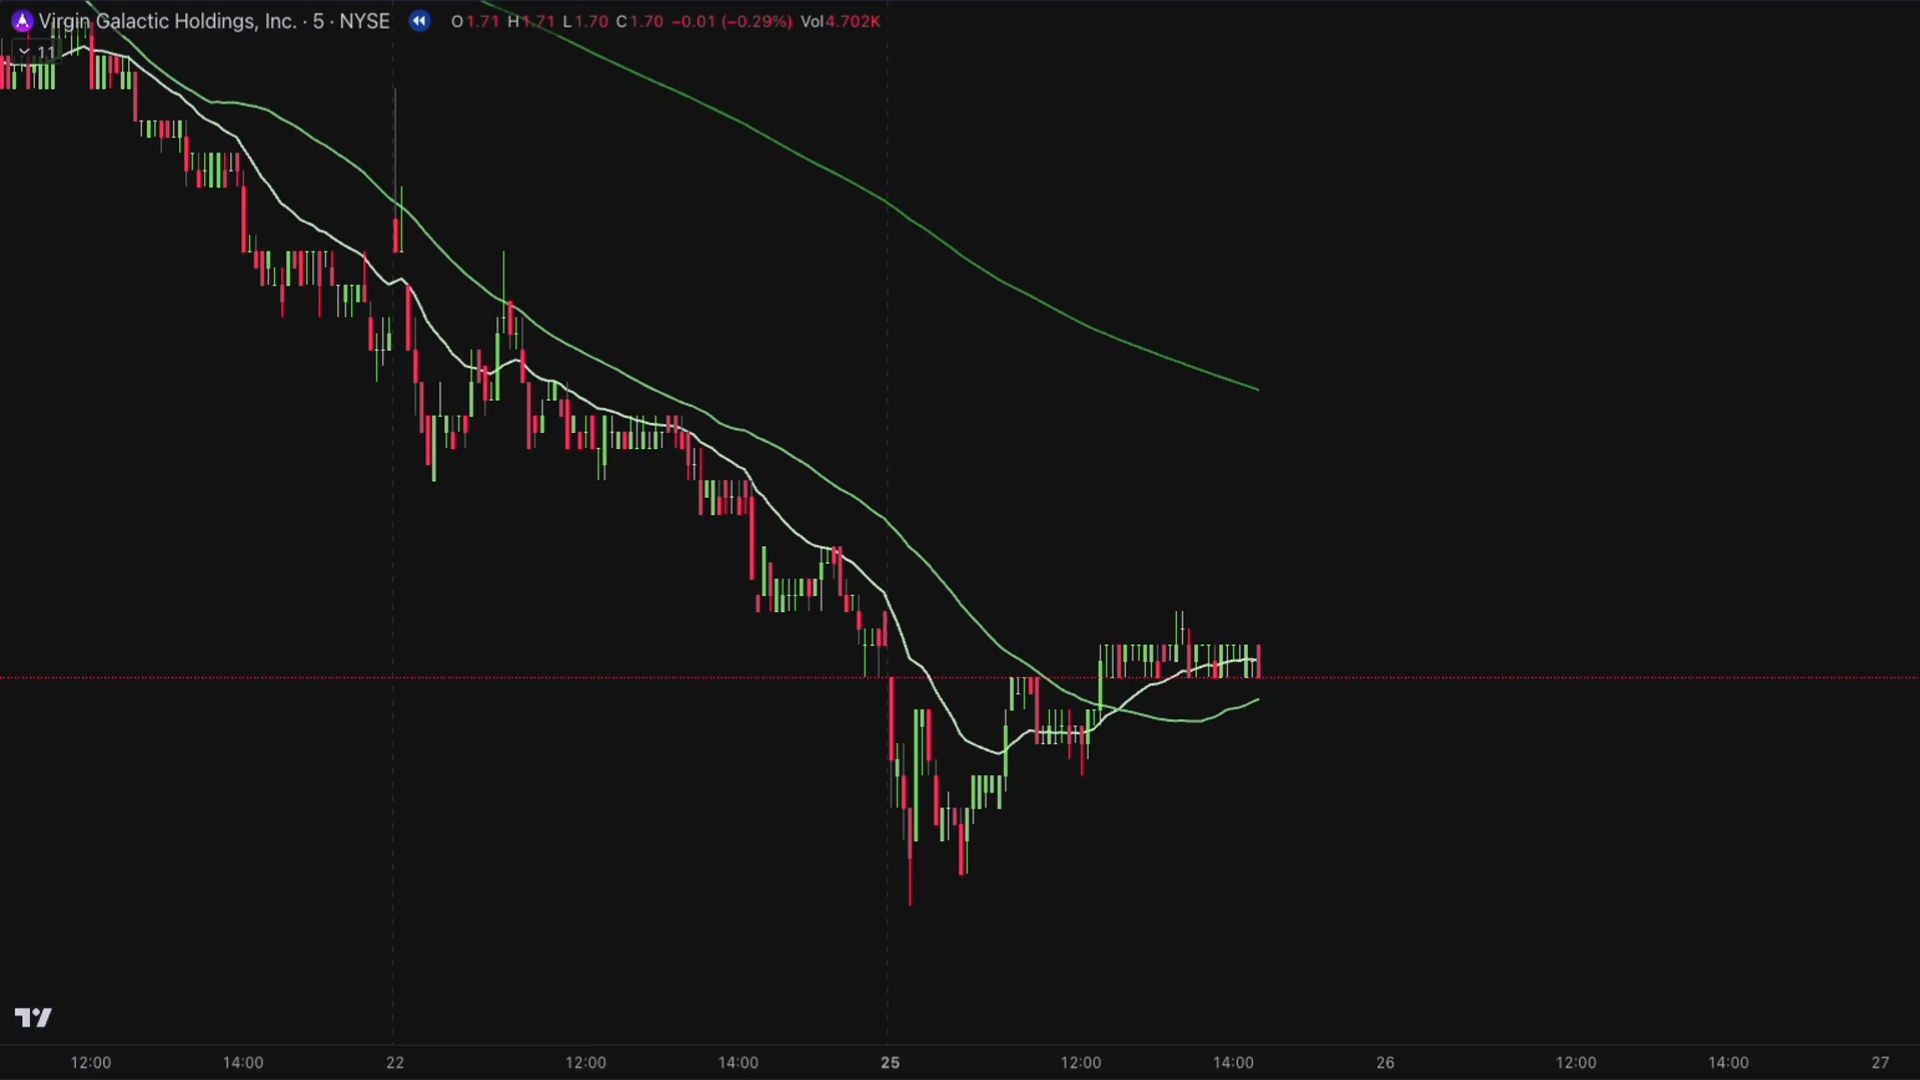 Virgin Galactic Holdings, Inc. · 5 · NYSE O1.71 H1.71 L1.70 C1.70 −0.01 (−0.29%) Vol4.702K
11
12:00 14:00 22 12:00 14:00 25 12:00 14:00 26 12:00 14:00 27